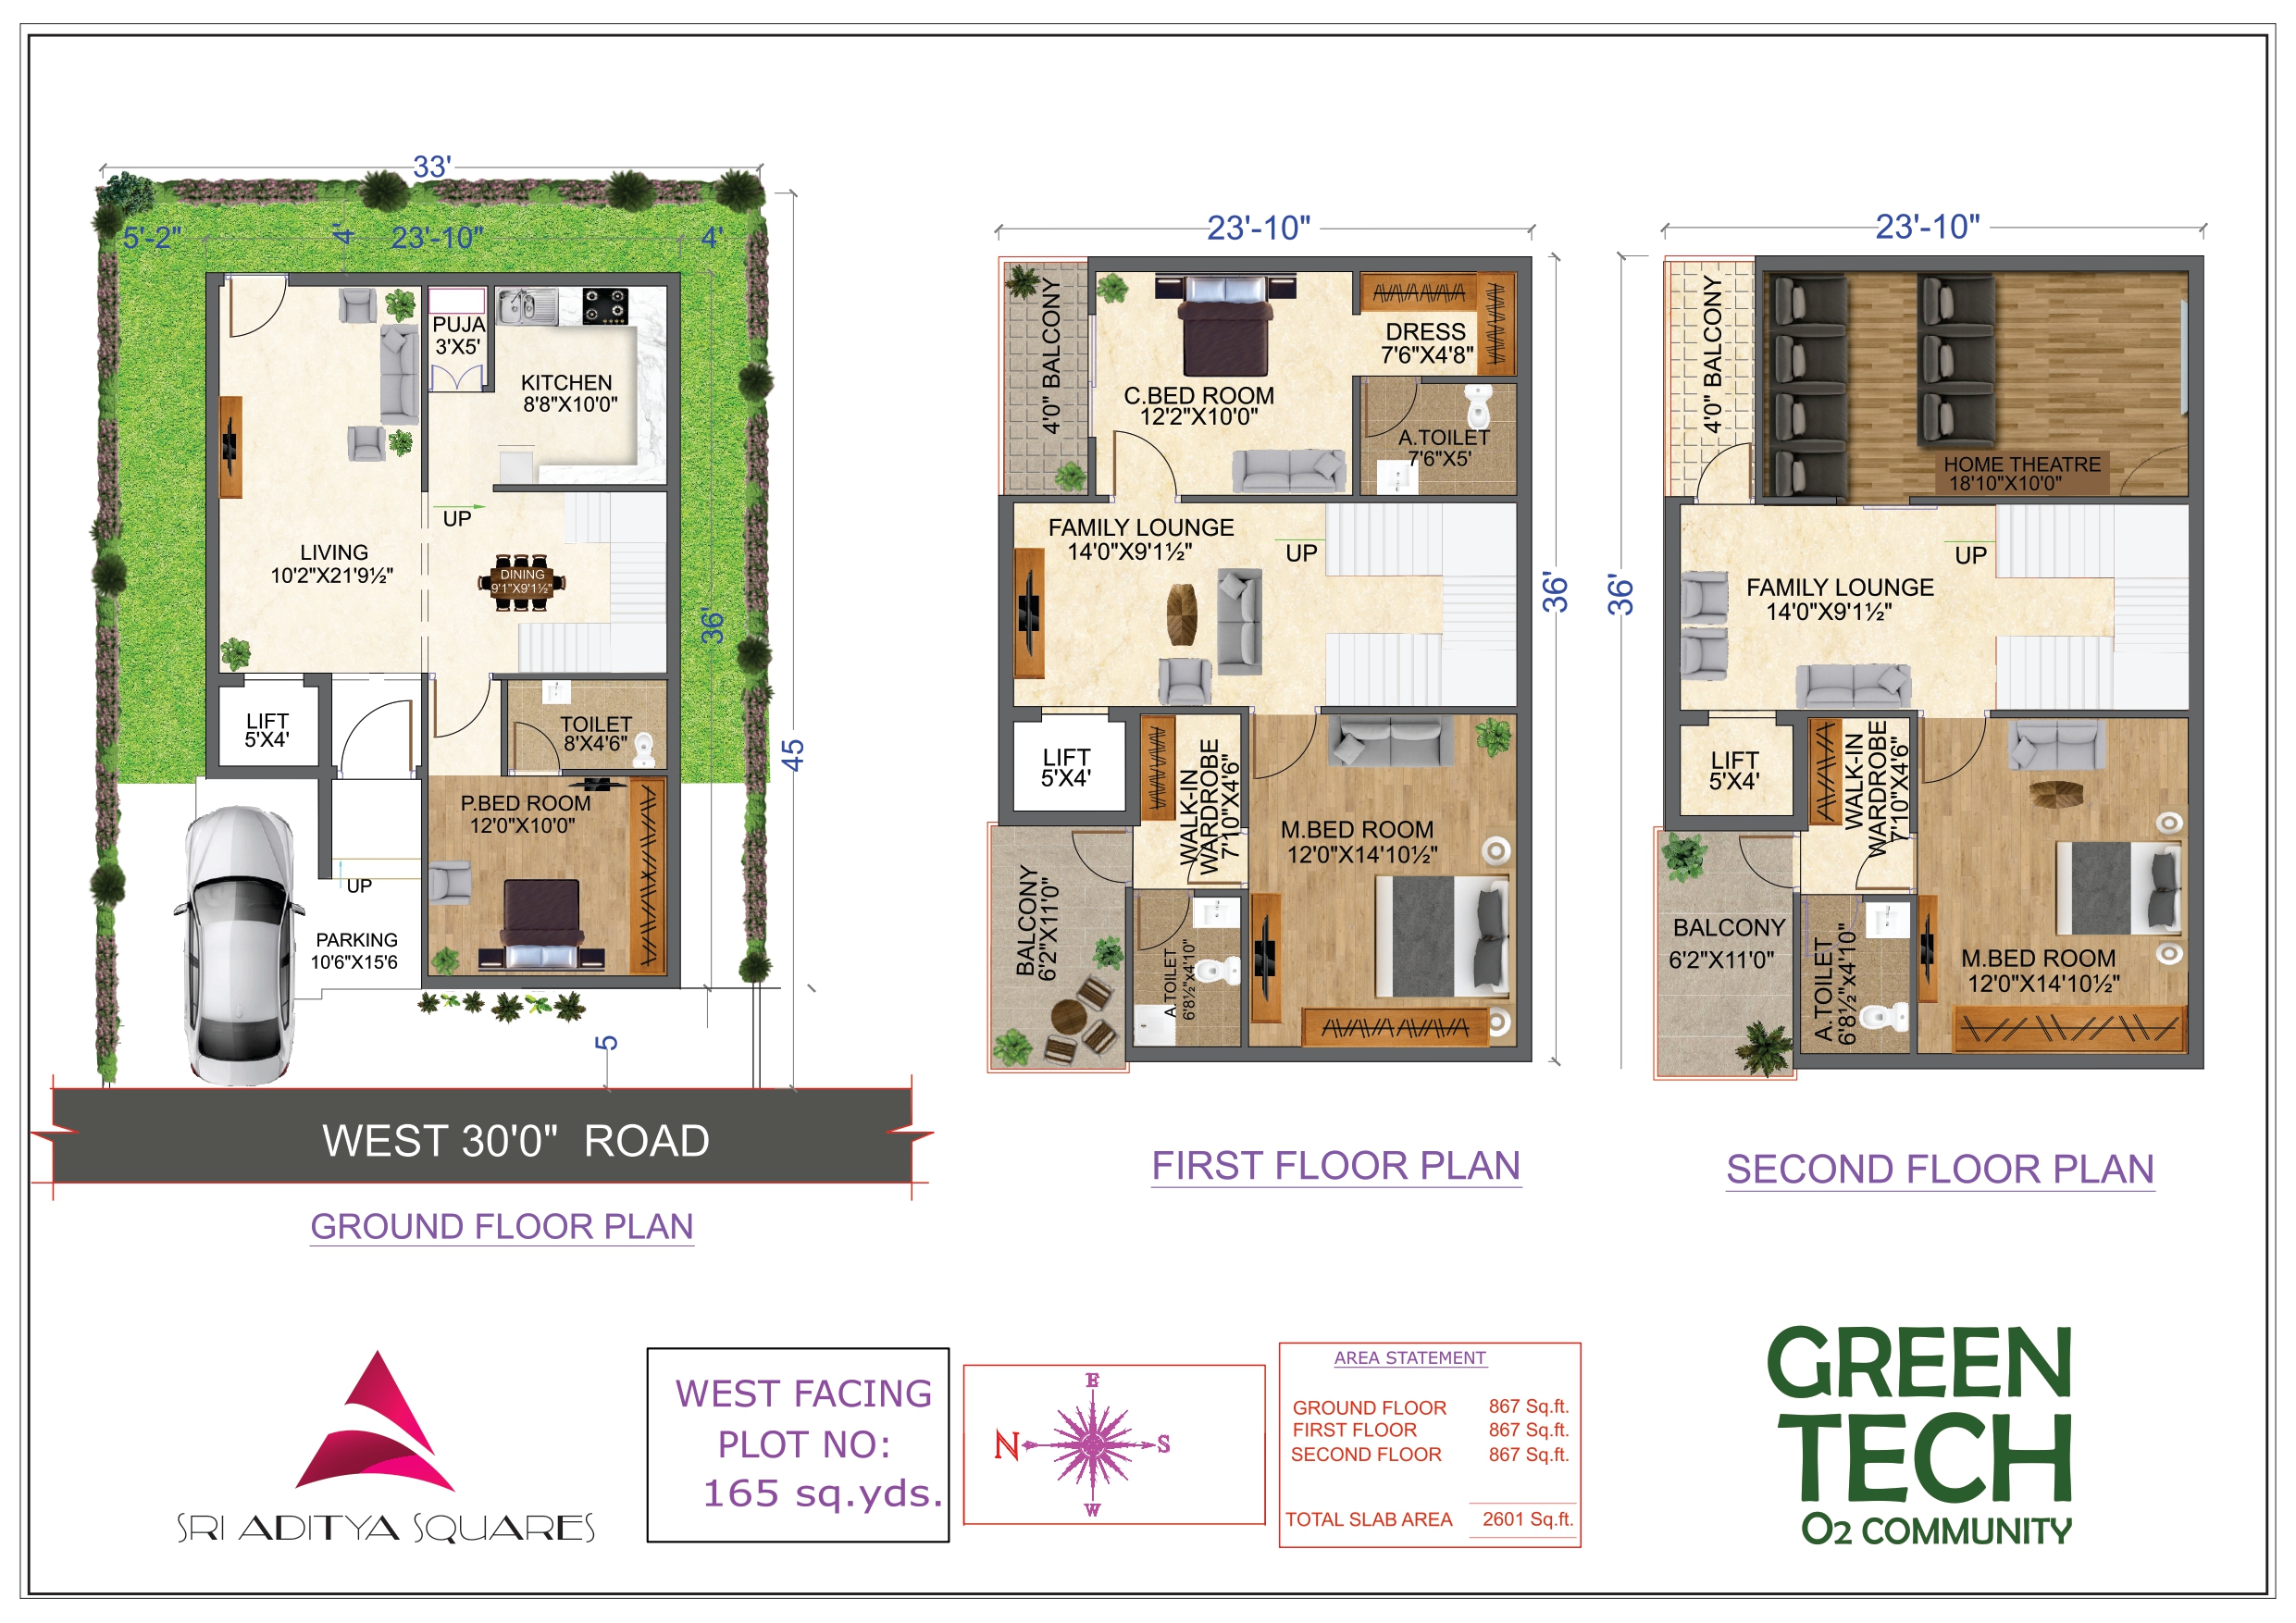 33'
5'-2"
4'
23'-10"
4'
PUJA
3'X5'
KITCHEN
8'8"X10'0"
UP
LIVING
10'2"X21'9½"
DINING
9'1"X9'1½"
36'
45
LIFT
5'X4'
TOILET
8'X4'6"
P.BED ROOM
12'0"X10'0"
UP
PARKING
10'6"X15'6
5
WEST 30'0" ROAD
GROUND FLOOR PLAN
23'-10"
4'0" BALCONY
C.BED ROOM
12'2"X10'0"
DRESS
7'6"X4'8"
A.TOILET
7'6"X5'
FAMILY LOUNGE
14'0"X9'1½"
UP
36'
LIFT
5'X4'
WALK-IN
WARDROBE
7'10"X4'6"
M.BED ROOM
12'0"X14'10½"
BALCONY
6'2"X11'0"
A.TOILET
6'8½"x4'10"
FIRST FLOOR PLAN
23'-10"
4'0" BALCONY
HOME THEATRE
18'10"X10'0"
UP
FAMILY LOUNGE
14'0"X9'1½"
36'
LIFT
5'X4'
WALK-IN
WARDROBE
7'10"X4'6"
BALCONY
6'2"X11'0"
A.TOILET
6'8½"x4'10"
M.BED ROOM
12'0"X14'10½"
SECOND FLOOR PLAN
SRI ADITYA SQUARES
WEST FACING
PLOT NO:
165 sq.yds.
E
N
S
W
AREA STATEMENT
GROUND FLOOR 867 Sq.ft.
FIRST FLOOR 867 Sq.ft.
SECOND FLOOR 867 Sq.ft.
TOTAL SLAB AREA 2601 Sq.ft.
GREEN
TECH
O2 COMMUNITY